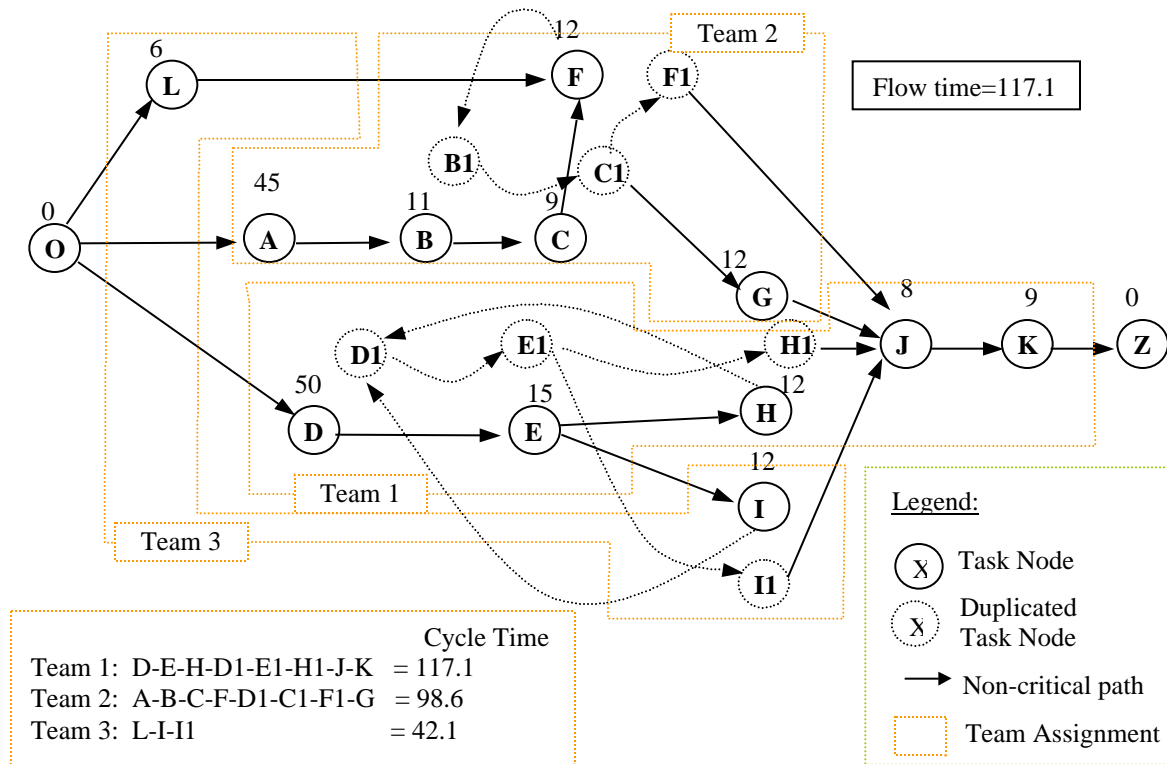 12
Team 2
6
F
F1
L
Flow time=117.1
B1
C1
45
11
9
0
A
B
C
O
12
G
8
9
0
D1
E1
H1
J
K
Z
50
15
12
D
E
H
12
Team 1
I
Team 3
I1
Legend:
X Task Node
X Duplicated
Task Node
Non-critical path
Team Assignment
Cycle Time
Team 1: D-E-H-D1-E1-H1-J-K = 117.1
Team 2: A-B-C-F-D1-C1-F1-G = 98.6
Team 3: L-I-I1 = 42.1